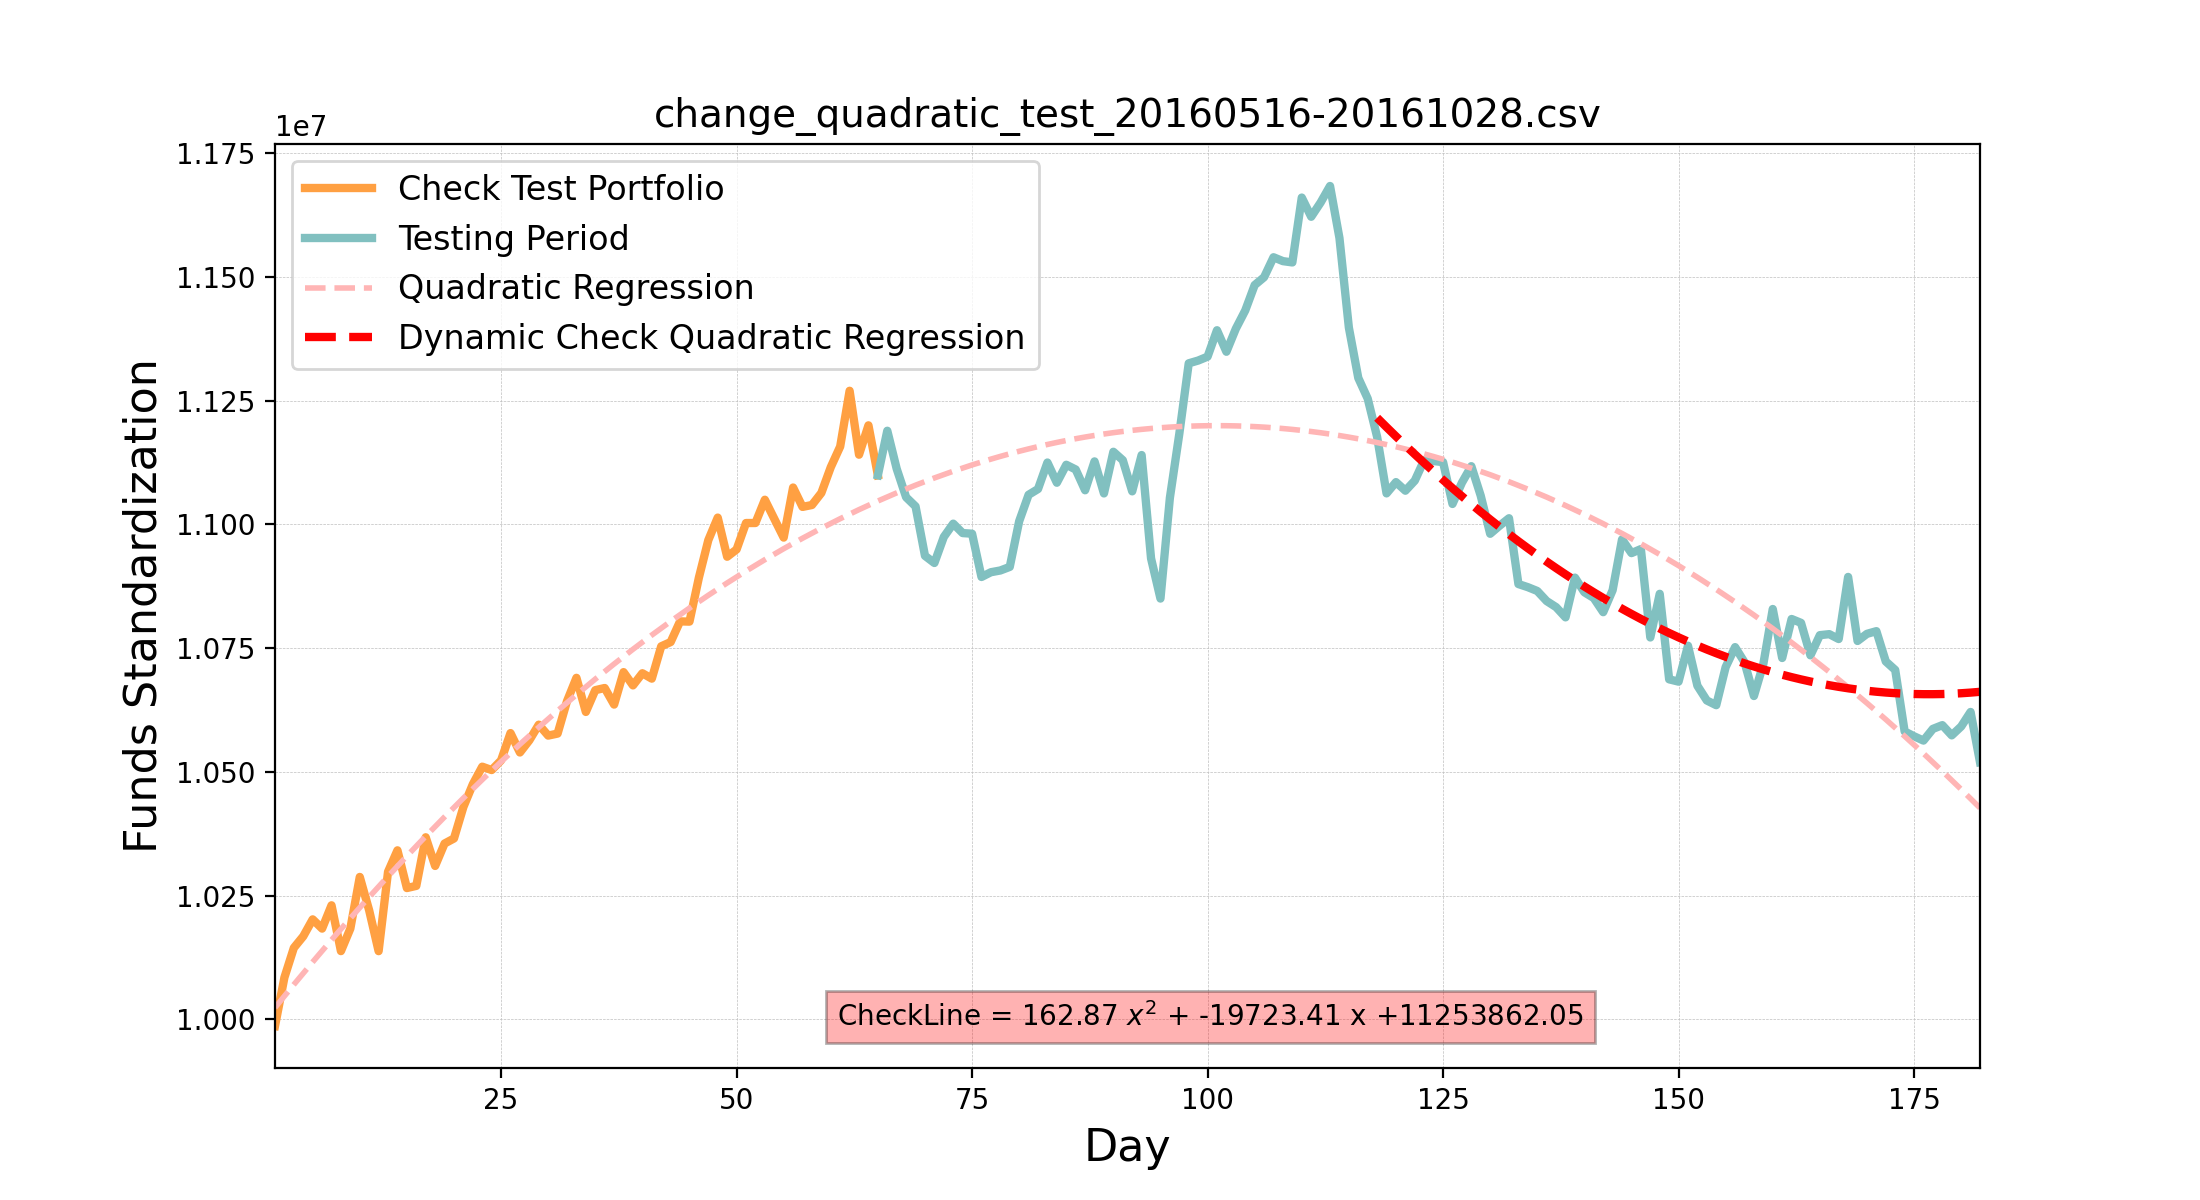 change_quadratic_test_20160516-20161028.csv
1e7
1.175
1.150
1.125
1.100
1.075
1.050
1.025
1.000
Funds Standardization
Check Test Portfolio
Testing Period
Quadratic Regression
Dynamic Check Quadratic Regression
CheckLine = 162.87 x² + -19723.41 x +11253862.05
25 50 75 100 125 150 175
Day